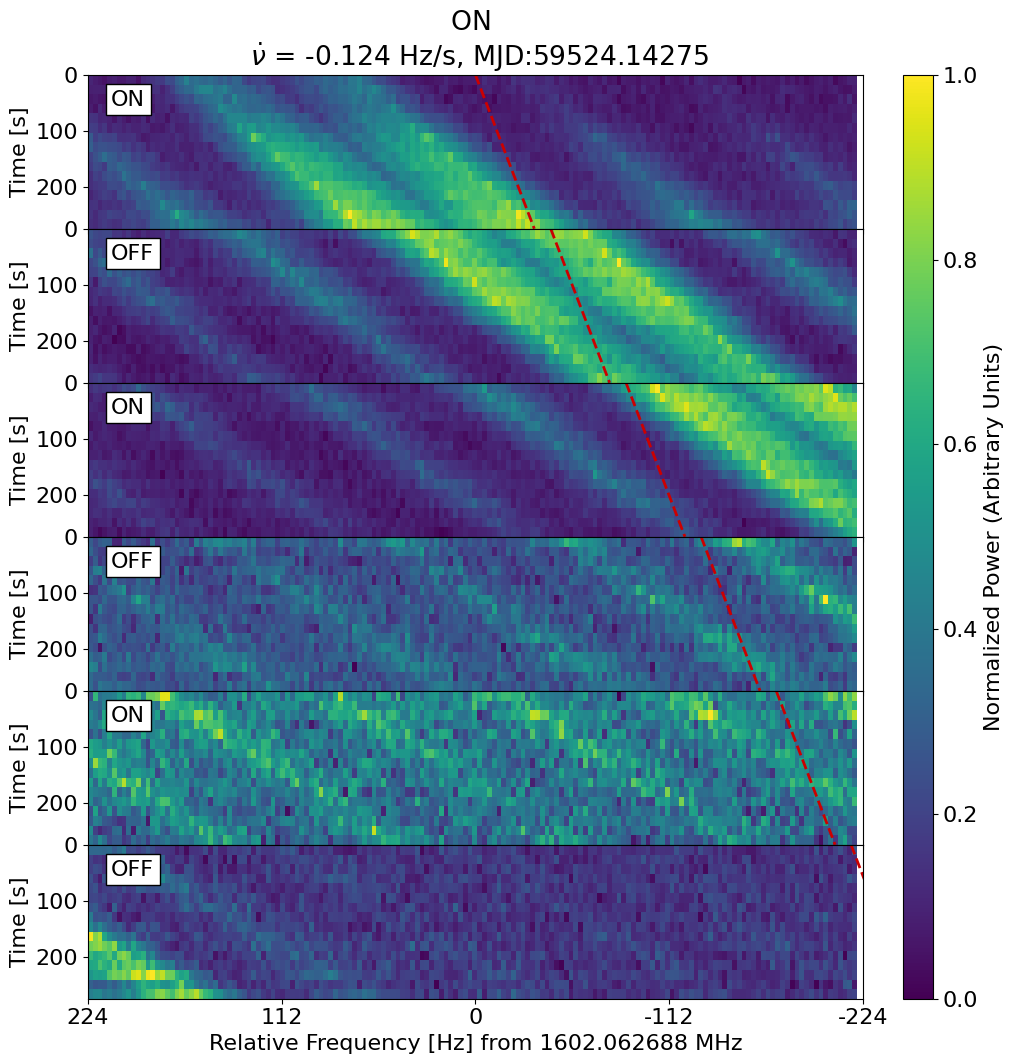 ON
ν̇ = -0.124 Hz/s, MJD:59524.14275
0
100
200
Time [s]
ON
0
100
200
Time [s]
OFF
0
100
200
Time [s]
ON
0
100
200
Time [s]
OFF
0
100
200
Time [s]
ON
0
100
200
Time [s]
OFF
224
112
0
-112
-224
Relative Frequency [Hz] from 1602.062688 MHz
1.0
0.8
0.6
0.4
0.2
0.0
Normalized Power (Arbitrary Units)